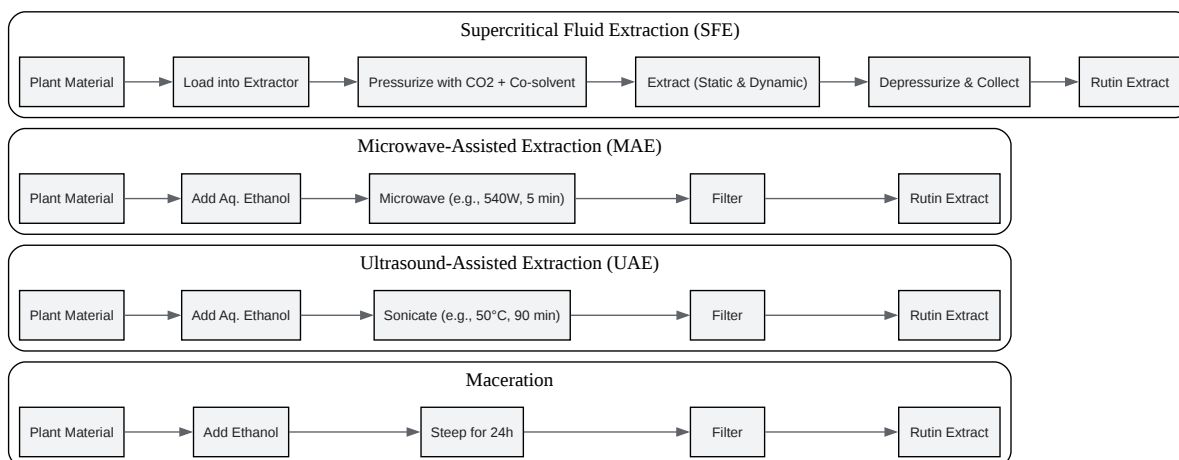 Supercritical Fluid Extraction (SFE)
Plant Material
Load into Extractor
Pressurize with CO2 + Co-solvent
Extract (Static & Dynamic)
Depressurize & Collect
Rutin Extract
Microwave-Assisted Extraction (MAE)
Plant Material
Add Aq. Ethanol
Microwave (e.g., 540W, 5 min)
Filter
Rutin Extract
Ultrasound-Assisted Extraction (UAE)
Plant Material
Add Aq. Ethanol
Sonicate (e.g., 50°C, 90 min)
Filter
Rutin Extract
Maceration
Plant Material
Add Ethanol
Steep for 24h
Filter
Rutin Extract